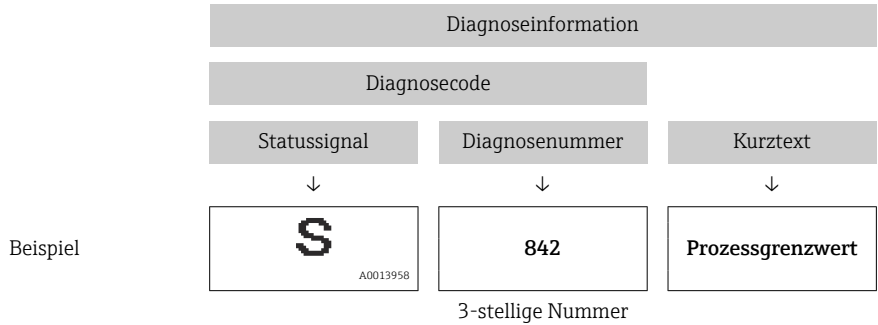 Diagnoseinformation
Diagnosecode
Statussignal Diagnosenummer Kurztext
↓ ↓ ↓
Beispiel S 842 Prozessgrenzwert
A0013958
3-stellige Nummer